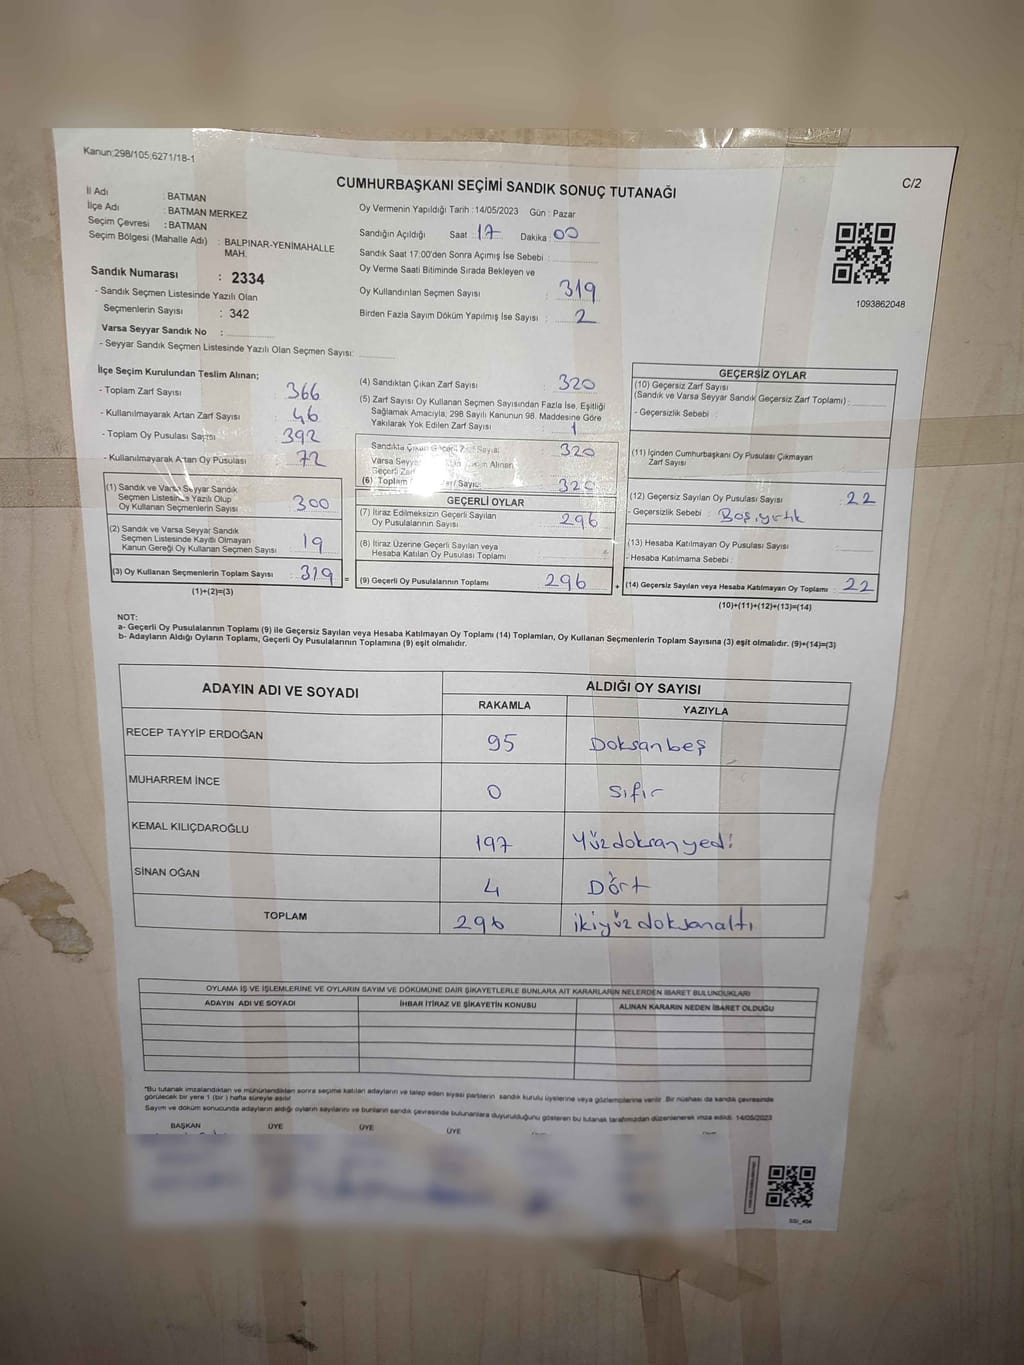 Kanun;298/105;6271/18-1
CUMHURBAŞKANI SEÇİMİ SANDIK SONUÇ TUTANAĞI
C/2
İl Adı : BATMAN
İlçe Adı : BATMAN MERKEZ
Seçim Çevresi : BATMAN
Seçim Bölgesi (Mahalle Adı) : BALPINAR-YENİMAHALLE
MAH.
Sandık Numarası : 2334
- Sandık Seçmen Listesinde Yazılı Olan
Seçmenlerin Sayısı : 342
Varsa Seyyar Sandık No :
- Seyyar Sandık Seçmen Listesinde Yazılı Olan Seçmen Sayısı:
Oy Vermenin Yapıldığı Tarih : 14/05/2023 Gün : Pazar
Sandığın Açıldığı Saat : 17 Dakika : 00
Sandık Saat 17:00'den Sonra Açımış İse Sebebi :
Oy Verme Saati Bitiminde Sırada Bekleyen ve
Oy Kullandırılan Seçmen Sayısı : 319
Birden Fazla Sayım Döküm Yapılmış İse Sayısı : 2
1093862048
İlçe Seçim Kurulundan Teslim Alınan;
- Toplam Zarf Sayısı : 366
- Kullanılmayarak Artan Zarf Sayısı : 46
- Toplam Oy Pusulası Sayısı : 392
- Kullanılmayarak Artan Oy Pusulası : 72
(1) Sandık ve Varsa Seyyar Sandık
Seçmen Listesinde Yazılı Olup
Oy Kullanan Seçmenlerin Sayısı : 300
(2) Sandık ve Varsa Seyyar Sandık
Seçmen Listesinde Kayıtlı Olmayan
Kanun Gereği Oy Kullanan Seçmen Sayısı : 19
(3) Oy Kullanan Seçmenlerin Toplam Sayısı : 319 =
(1)+(2)=(3)
(4) Sandıktan Çıkan Zarf Sayısı : 320
(5) Zarf Sayısı Oy Kullanan Seçmen Sayısından Fazla İse, Eşitliği
Sağlamak Amacıyla, 298 Sayılı Kanunun 98. Maddesine Göre
Yakılarak Yok Edilen Zarf Sayısı : 1
Sandıkta Çıkan Geçerli Zarf Sayısı : 320
Varsa Seyyar Alınan
Geçerli Zarf
(6) Toplam Zarf Sayısı : 320
GEÇERLİ OYLAR
(7) İtiraz Edilmeksizin Geçerli Sayılan
Oy Pusulalarının Sayısı : 296
(8) İtiraz Üzerine Geçerli Sayılan veya
Hesaba Katılan Oy Pusulası Toplamı :
(9) Geçerli Oy Pusulalarının Toplamı : 296 +
GEÇERSİZ OYLAR
(10) Geçersiz Zarf Sayısı
(Sandık ve Varsa Seyyar Sandık Geçersiz Zarf Toplamı) :
- Geçersizlik Sebebi :
(11) İçinden Cumhurbaşkanı Oy Pusulası Çıkmayan
Zarf Sayısı :
(12) Geçersiz Sayılan Oy Pusulası Sayısı : 22
- Geçersizlik Sebebi : Boş,yırtık
(13) Hesaba Katılmayan Oy Pusulası Sayısı :
- Hesaba Katılmama Sebebi :
(14) Geçersiz Sayılan veya Hesaba Katılmayan Oy Toplamı : 22
(10)+(11)+(12)+(13)=(14)
NOT:
a- Geçerli Oy Pusulalarının Toplamı (9) ile Geçersiz Sayılan veya Hesaba Katılmayan Oy Toplamı (14) Toplamları, Oy Kullanan Seçmenlerin Toplam Sayısına (3) eşit olmalıdır. (9)+(14)=(3)
b- Adayların Aldığı Oyların Toplamı, Geçerli Oy Pusulalarının Toplamına (9) eşit olmalıdır.
ADAYIN ADI VE SOYADI
ALDIĞI OY SAYISI
RAKAMLA YAZIYLA
RECEP TAYYİP ERDOĞAN 95 Doksanbeş
MUHARREM İNCE 0 sıfır
KEMAL KILIÇDAROĞLU 197 Yüzdoksanyedi
SİNAN OĞAN 4 Dört
TOPLAM 296 ikiyüzdoksanaltı
OYLAMA İŞ VE İŞLEMLERİNE VE OYLARIN SAYIM VE DÖKÜMÜNE DAİR ŞİKAYETLERLE BUNLARA AİT KARARLARIN NELERDEN İBARET BULUNDUKLARI
ADAYIN ADI VE SOYADI İHBAR İTİRAZ VE ŞİKAYETİN KONUSU ALINAN KARARIN NEDEN İBARET OLDUĞU
*Bu tutanak imzalandıktan ve mühürlendikten sonra seçime katılan adayların ve talep eden siyasi partilerin sandık kurulu üyelerine veya gözlemcilerine verilir. Bir nüshası da sandık çevresinde
görülecek bir yere 1 (bir) hafta süreyle asılır.
Sayım ve döküm sonucunda adayların aldığı oyların sayılarını ve bunların sandık çevresinde bulunanlara duyurulduğunu gösteren bu tutanak tarafımızdan düzenlenerek imza edildi. 14/05/2023
BAŞKAN ÜYE ÜYE ÜYE